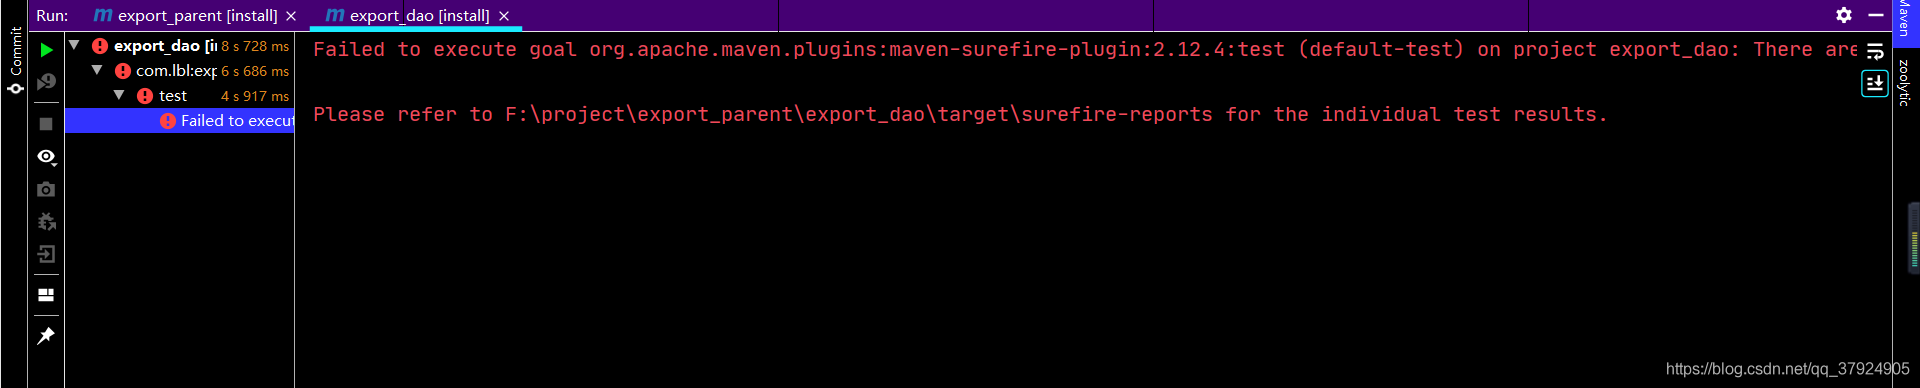 Run: m export_parent [install] × m export_dao [install] ×
Commit
export_dao [i 8 s 728 ms
com.lbl:exp 6 s 686 ms
test 4 s 917 ms
Failed to execut
Failed to execute goal org.apache.maven.plugins:maven-surefire-plugin:2.12.4:test (default-test) on project export_dao: There are
Please refer to F:\project\export_parent\export_dao\target\surefire-reports for the individual test results.
Maven
zoolytic
https://blog.csdn.net/qq_37924905